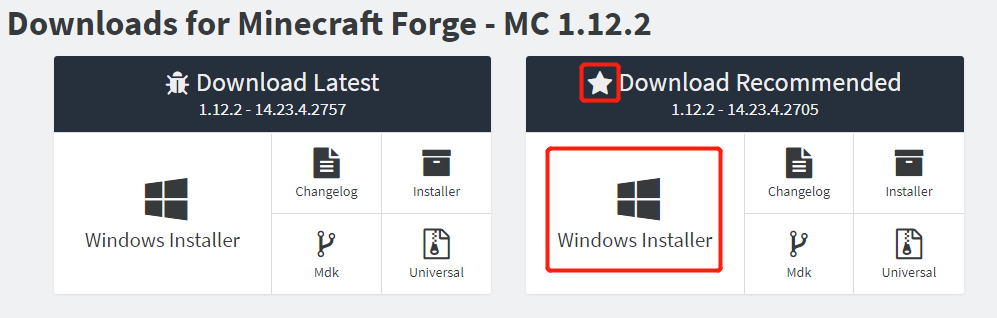 Downloads for Minecraft Forge - MC 1.12.2
Download Latest
1.12.2 - 14.23.4.2757
Windows Installer
Changelog
Installer
Mdk
Universal
Download Recommended
1.12.2 - 14.23.4.2705
Windows Installer
Changelog
Installer
Mdk
Universal